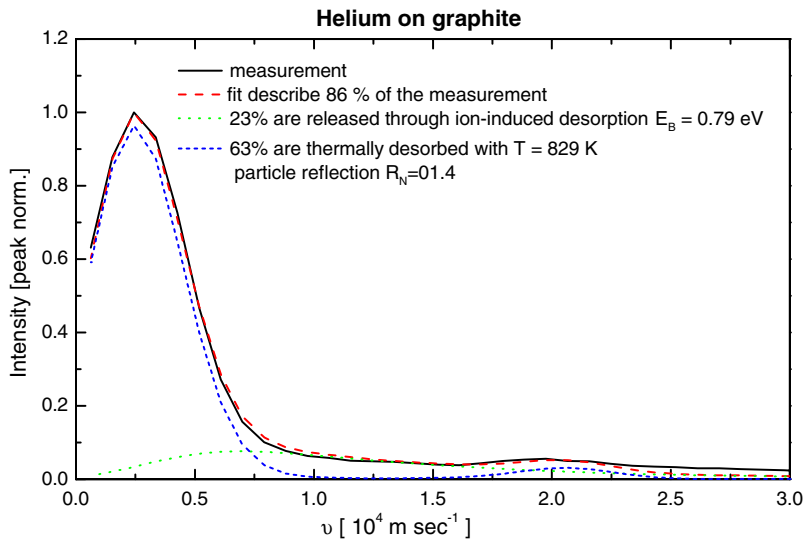 Helium on graphite
1.2
1.0
0.8
0.6
0.4
0.2
0.0
Intensity [peak norm.]
measurement
fit describe 86 % of the measurement
23% are released through ion-induced desorption E_B = 0.79 eV
63% are thermally desorbed with T = 829 K
particle reflection R_N=01.4
0.0 0.5 1.0 1.5 2.0 2.5 3.0
υ [ 10⁴ m sec⁻¹ ]